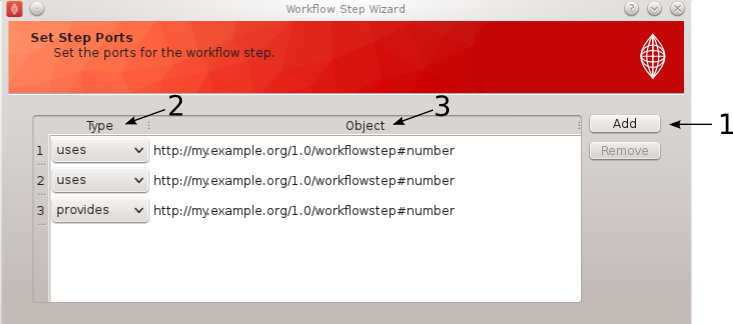 Workflow Step Wizard
Set Step Ports
Set the ports for the workflow step.
2
3
Type
Object
Add
1
1 uses http://my.example.org/1.0/workflowstep#number
Remove
2 uses http://my.example.org/1.0/workflowstep#number
3 provides http://my.example.org/1.0/workflowstep#number